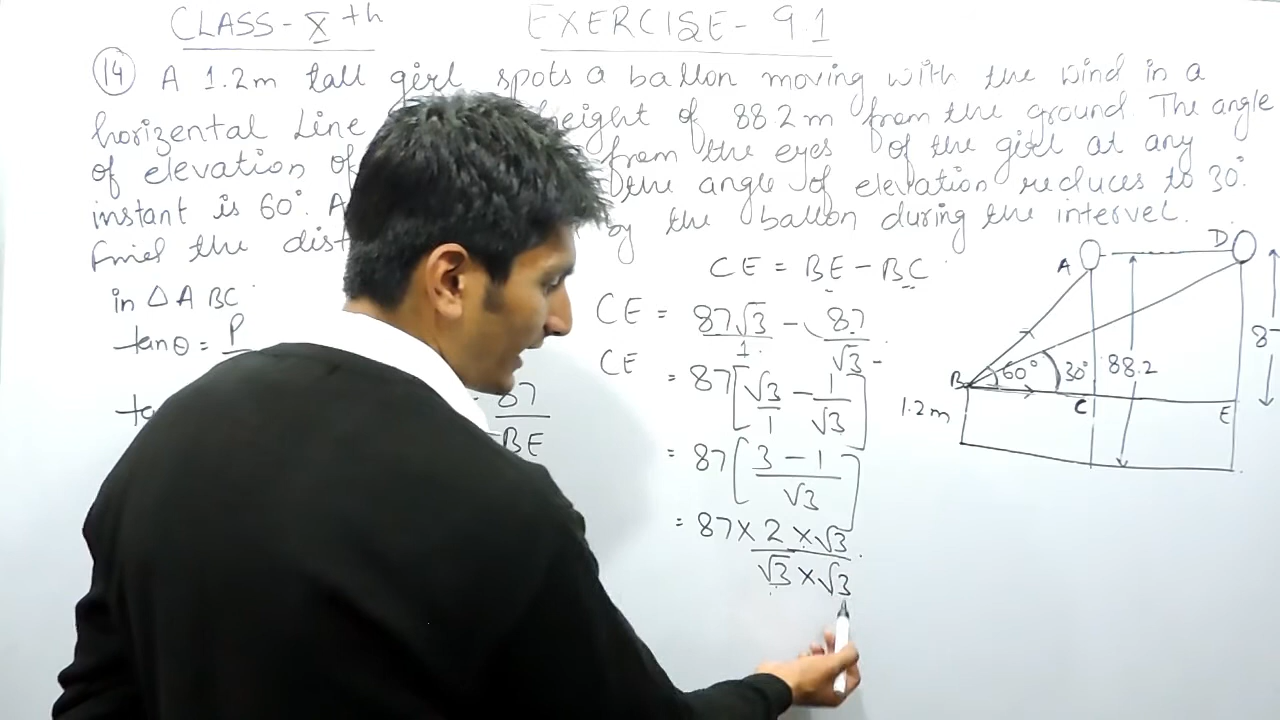 CLASS-Xth EXERCISE-9.1
(14) A 1.2m tall girl spots a ballon moving with the wind in a
horizental Line height of 88.2m from the ground. The angle
of elevation of from the eyes of the girl at any
instant is 60°. the angle of elevation reduces to 30°.
Find the by the ballon during the intervel.
in △ABC
tanθ = P
87
BE
CE = BE - BC
CE = 87√3/1 - 87/√3
CE = 87[√3/1 - 1/√3]
= 87[3-1/√3]
= 87×2×√3/√3×√3
A D
B 60° 30° 88.2
1.2m C E